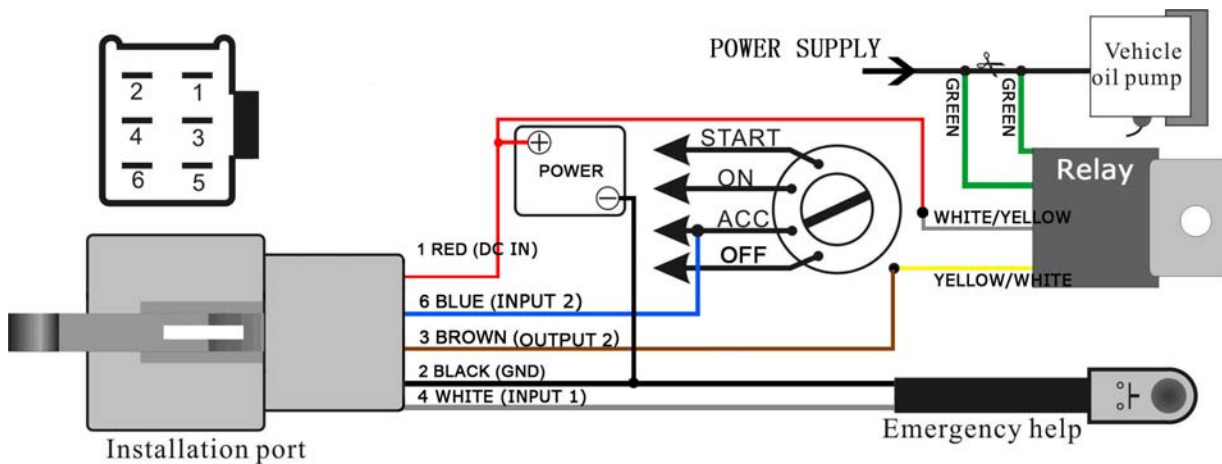 POWER SUPPLY
Vehicle
oil pump
GREEN
GREEN
2 1
4 3
6 5
START
ON
ACC
OFF
+
POWER
−
Relay
WHITE/YELLOW
YELLOW/WHITE
1 RED (DC IN)
6 BLUE (INPUT 2)
3 BROWN (OUTPUT 2)
2 BLACK (GND)
4 WHITE (INPUT 1)
Installation port
Emergency help